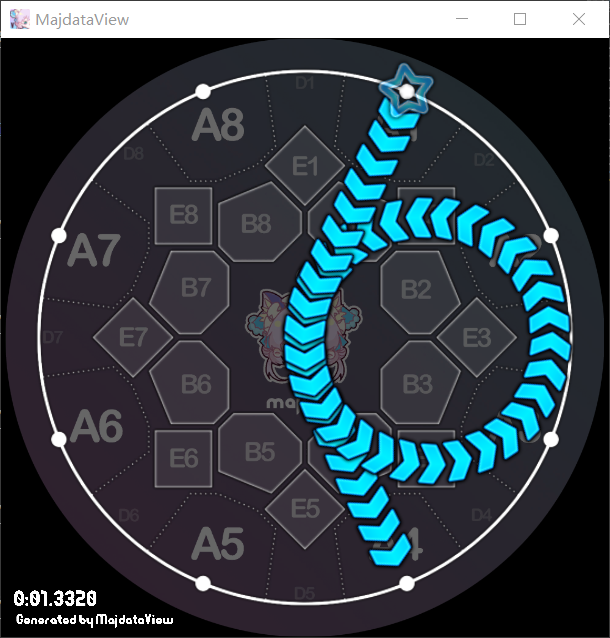 MajdataView
D1
A8
D8
D2
E1
E8
B8
A7
B7
B2
D7
E7
E3
B6
B3
maj
A6
E6
B5
E5
D6
D4
A5
4
D5
0:01.3320
Generated by MajdataView